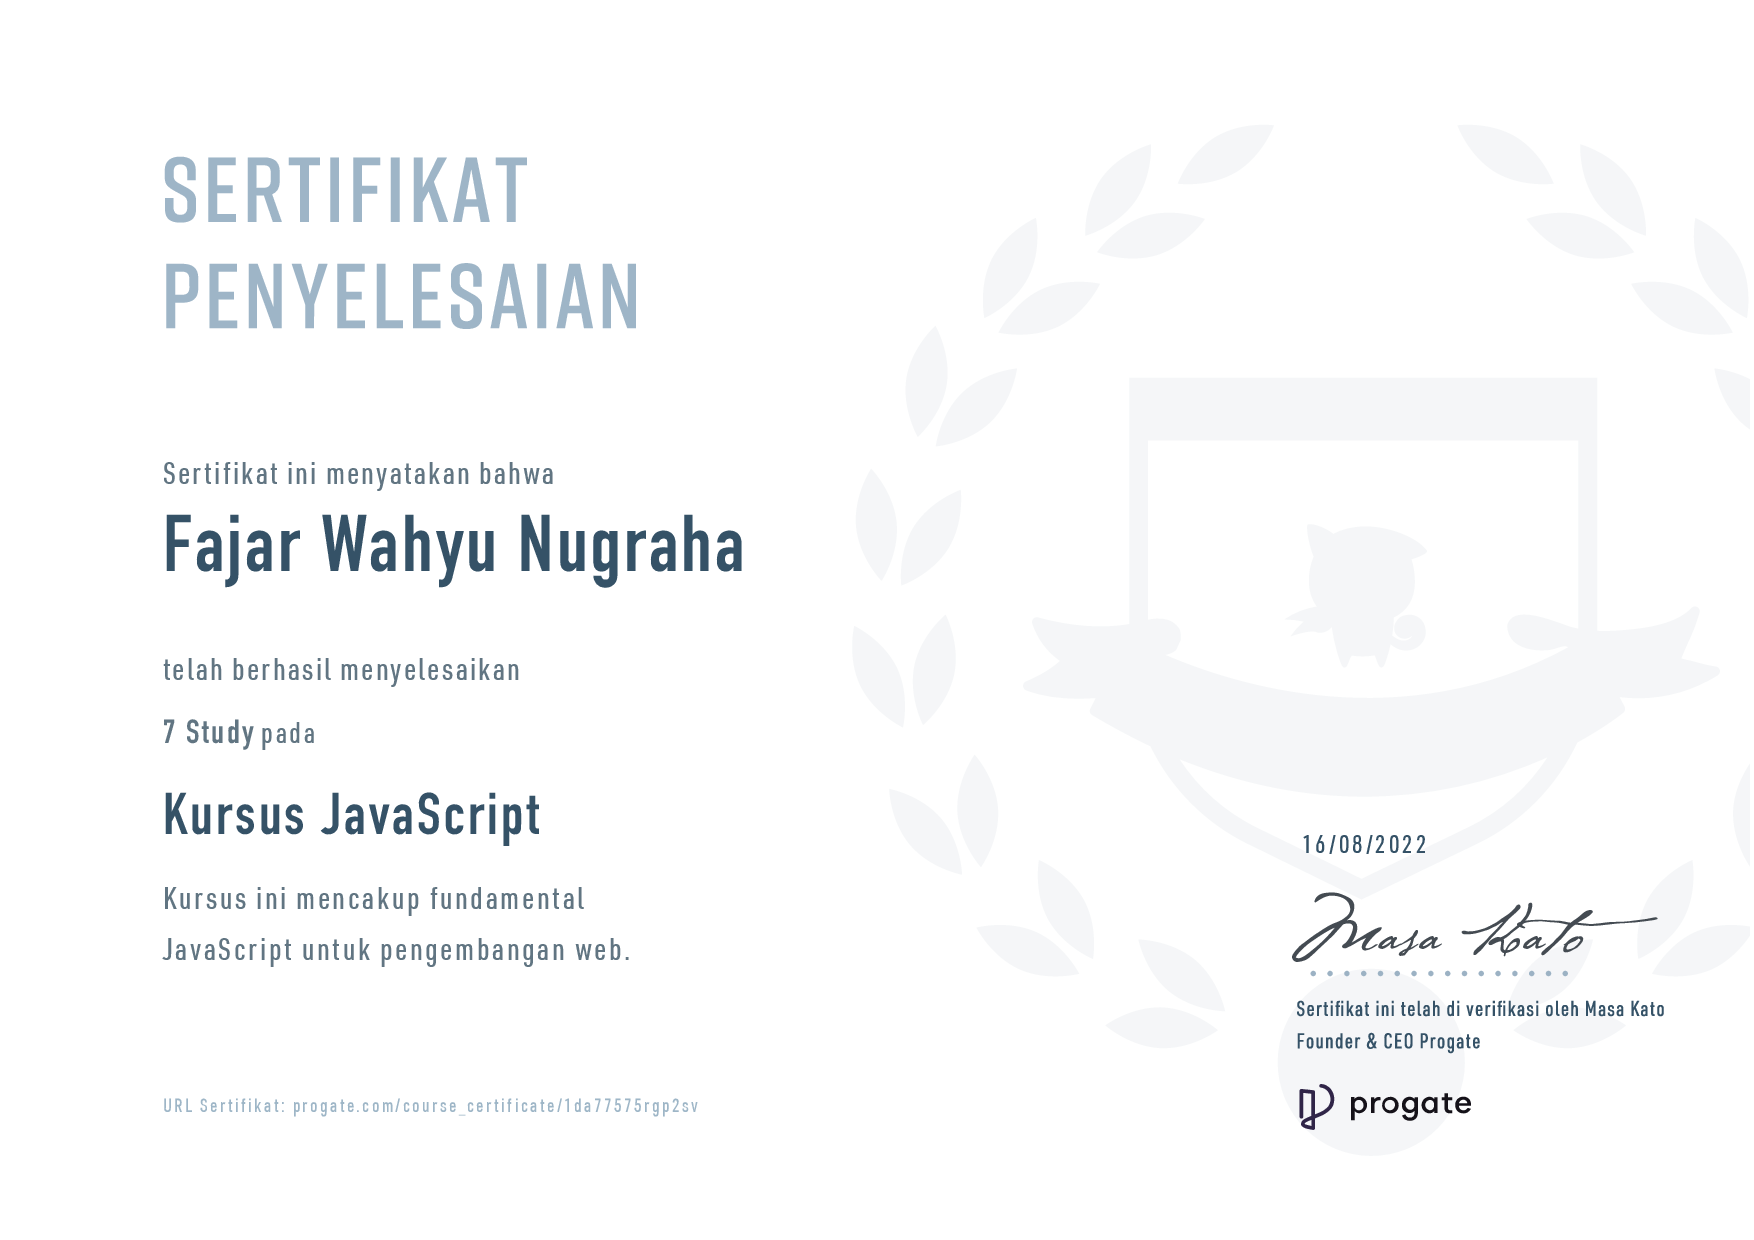 SERTIFIKAT
PENYELESAIAN
Sertifikat ini menyatakan bahwa
Fajar Wahyu Nugraha
telah berhasil menyelesaikan
7 Study pada
Kursus JavaScript
Kursus ini mencakup fundamental
JavaScript untuk pengembangan web.
16/08/2022
Masa Kato
Sertifikat ini telah di verifikasi oleh Masa Kato
Founder & CEO Progate
URL Sertifikat: progate.com/course_certificate/1da77575rgp2sv
progate